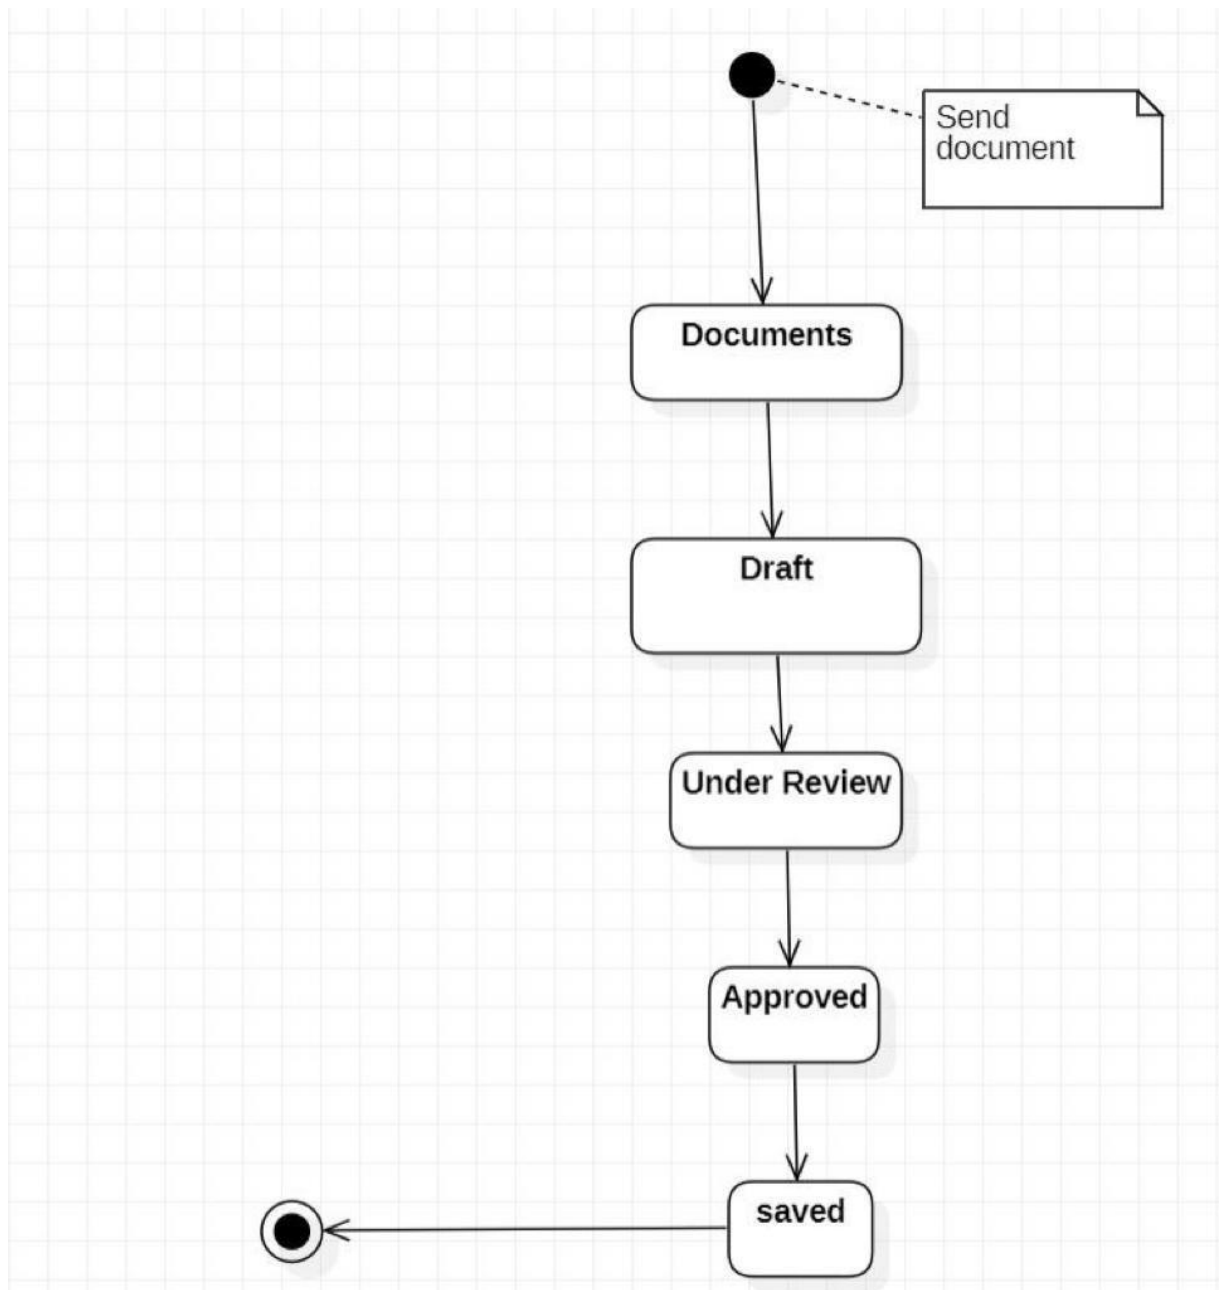 Send
document
Documents
Draft
Under Review
Approved
saved